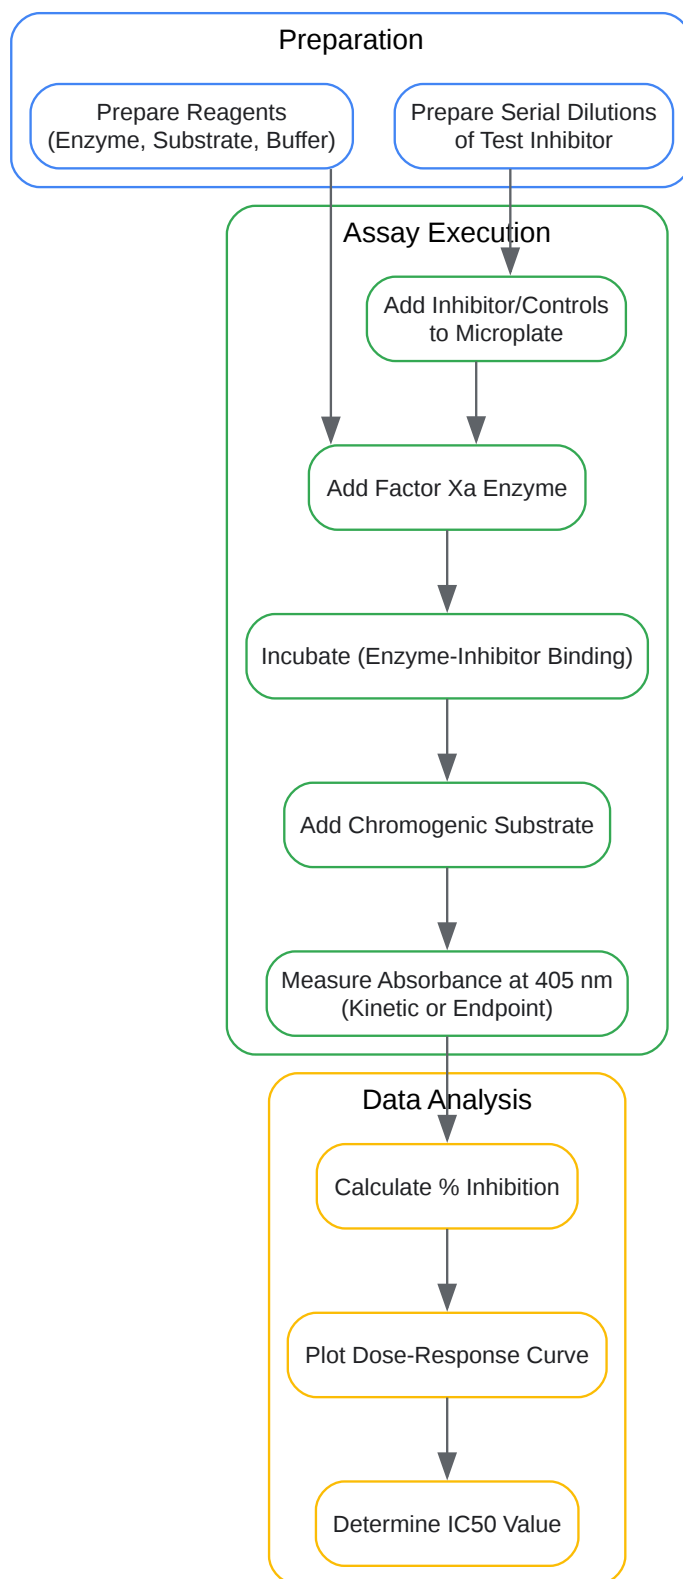 Preparation
Prepare Reagents
(Enzyme, Substrate, Buffer)
Prepare Serial Dilutions
of Test Inhibitor
Assay Execution
Add Inhibitor/Controls
to Microplate
Add Factor Xa Enzyme
Incubate (Enzyme-Inhibitor Binding)
Add Chromogenic Substrate
Measure Absorbance at 405 nm
(Kinetic or Endpoint)
Data Analysis
Calculate % Inhibition
Plot Dose-Response Curve
Determine IC50 Value